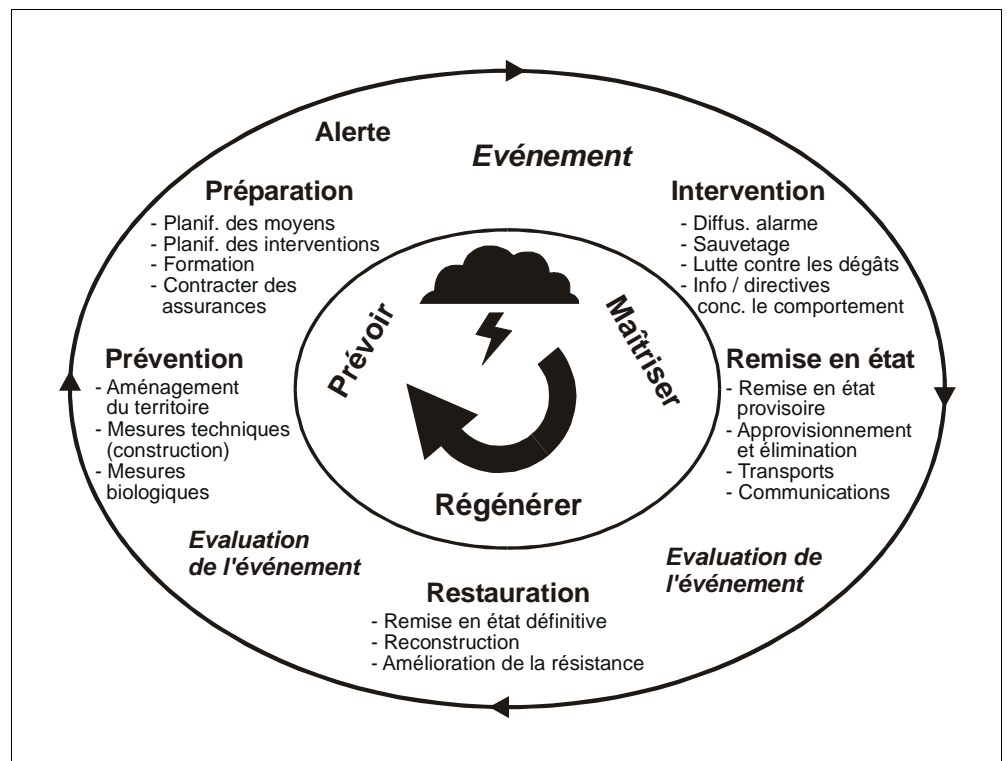 Alerte
Evénement
Préparation
- Planif. des moyens
- Planif. des interventions
- Formation
- Contracter des
assurances
Intervention
- Diffus. alarme
- Sauvetage
- Lutte contre les dégâts
- Info / directives
conc. le comportement
Prévoir
Maîtriser
Régénérer
Prévention
- Aménagement
du territoire
- Mesures techniques
(construction)
- Mesures
biologiques
Remise en état
- Remise en état
provisoire
- Approvisionnement
et élimination
- Transports
- Communications
Evaluation
de l'événement
Evaluation de
l'événement
Restauration
- Remise en état définitive
- Reconstruction
- Amélioration de la résistance